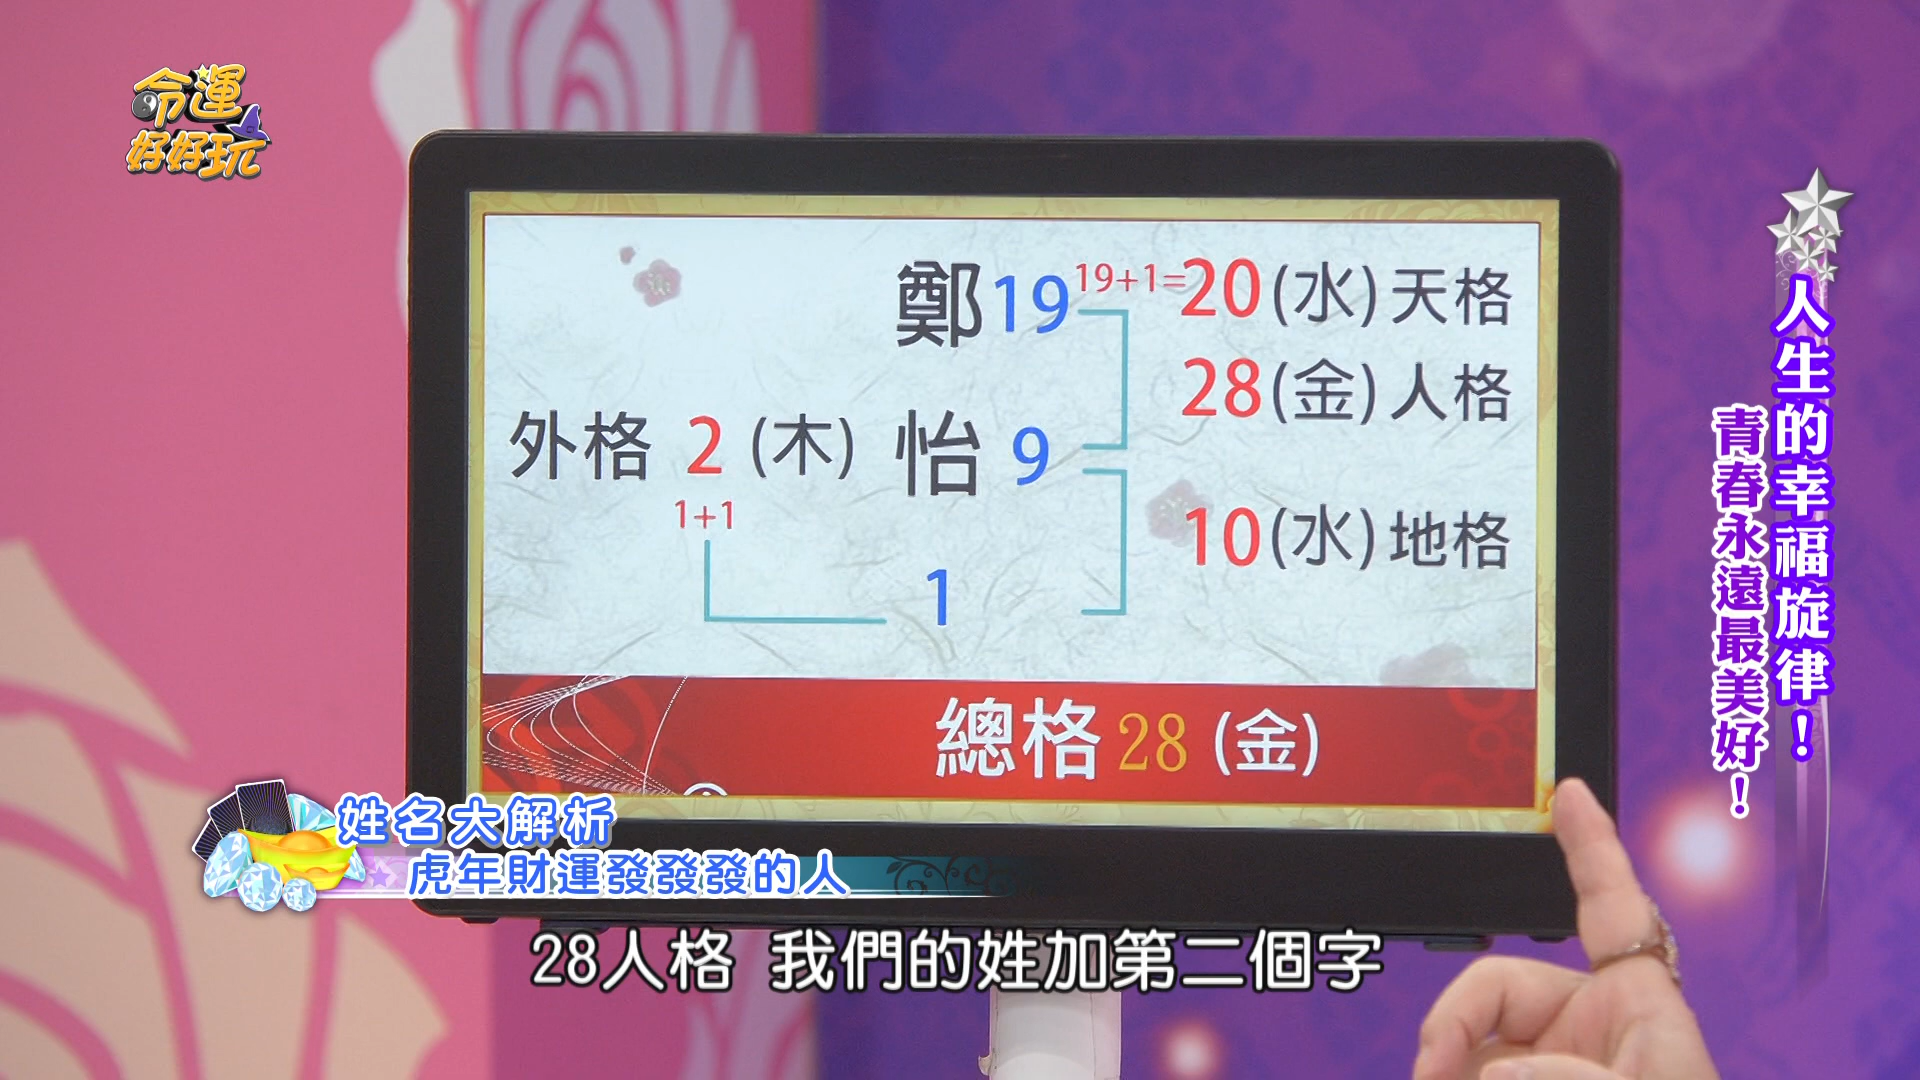 命運
好好玩
鄭19 19+1=20(水)天格
28(金)人格
外格 2 (木) 怡 9
1+1
10(水)地格
1
總格 28 (金)
人生的幸福旋律！
青春永遠最美好！
姓名大解析
虎年財運發發發的人
28人格 我們的姓加第二個字